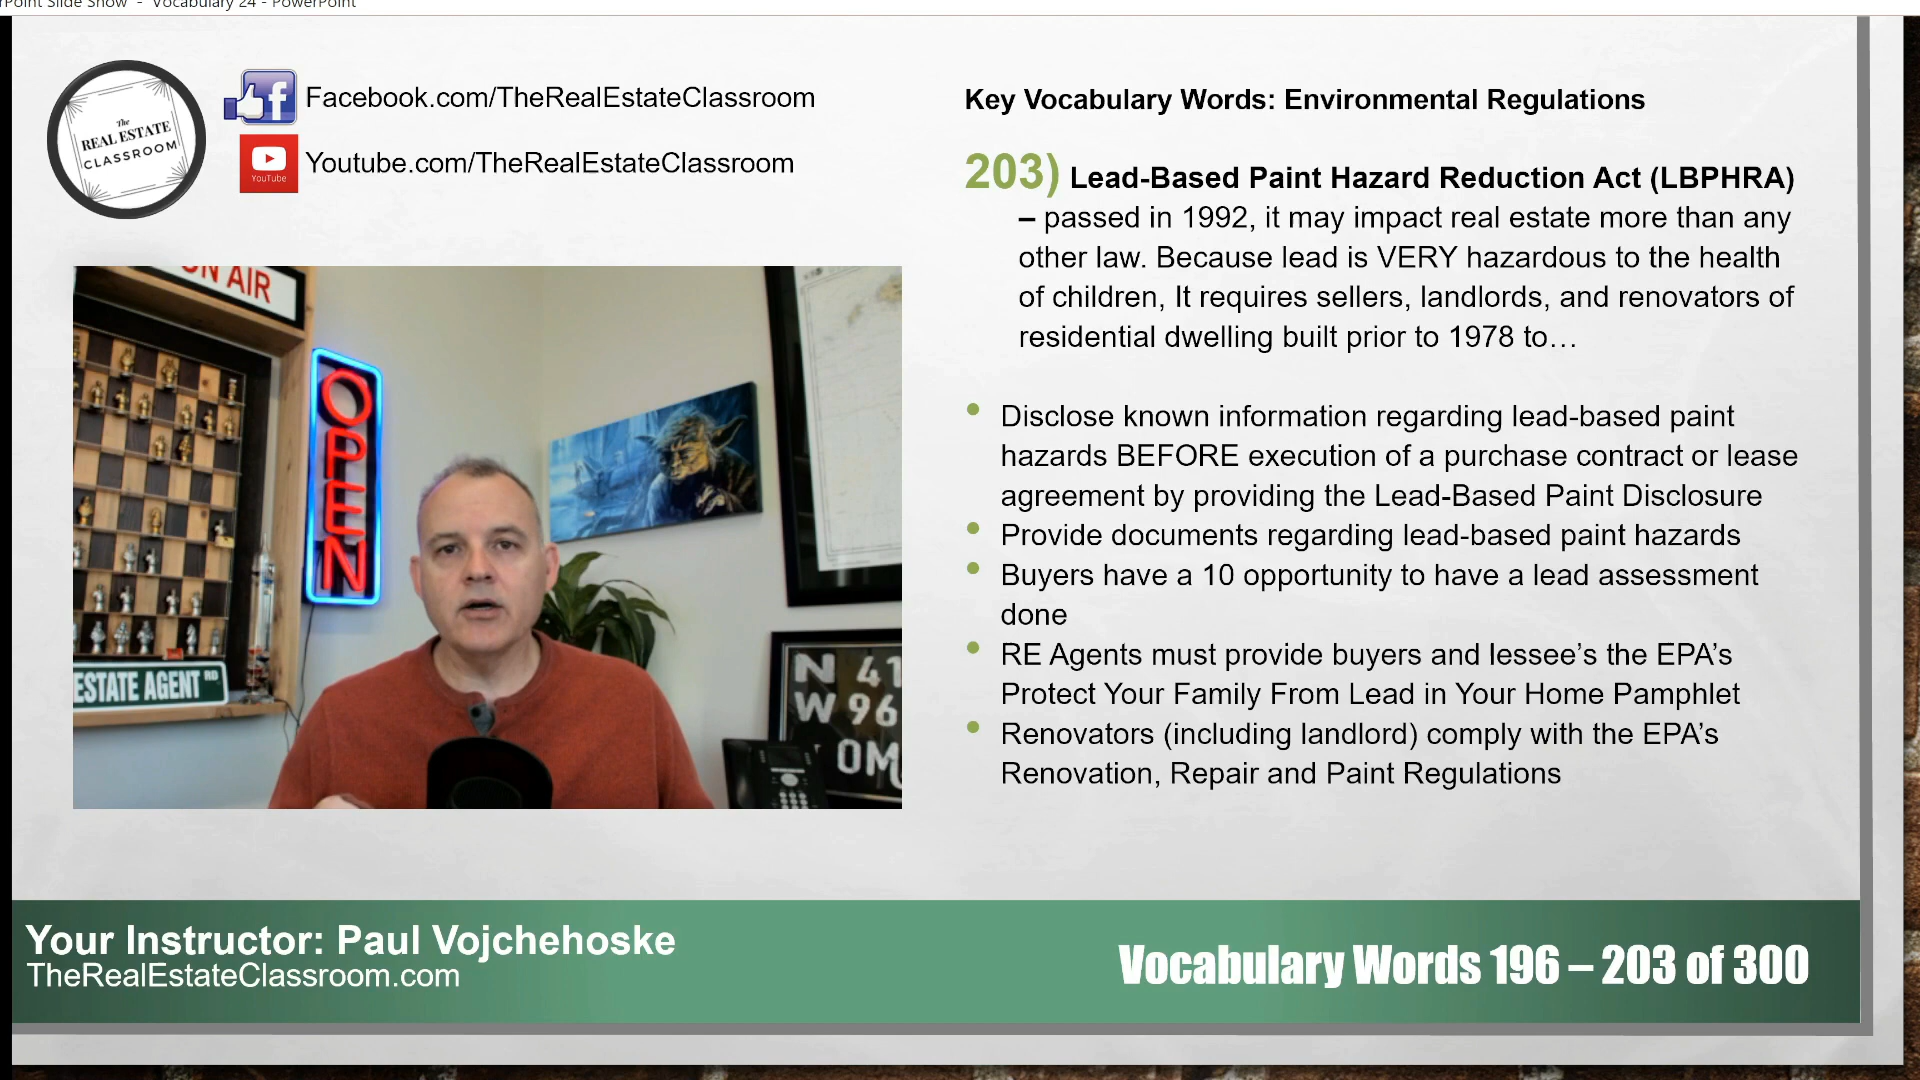 Point Slide Show - Vocabulary 24 - PowerPoint
The
REAL ESTATE
CLASSROOM
Facebook.com/TheRealEstateClassroom
YouTube
Youtube.com/TheRealEstateClassroom
ON AIR
OPEN
ESTATE AGENT RD
N 41
W 96
OM
Key Vocabulary Words: Environmental Regulations
203) Lead-Based Paint Hazard Reduction Act (LBPHRA)
– passed in 1992, it may impact real estate more than any
other law. Because lead is VERY hazardous to the health
of children, It requires sellers, landlords, and renovators of
residential dwelling built prior to 1978 to…
• Disclose known information regarding lead-based paint
hazards BEFORE execution of a purchase contract or lease
agreement by providing the Lead-Based Paint Disclosure
• Provide documents regarding lead-based paint hazards
• Buyers have a 10 opportunity to have a lead assessment
done
• RE Agents must provide buyers and lessee’s the EPA’s
Protect Your Family From Lead in Your Home Pamphlet
• Renovators (including landlord) comply with the EPA’s
Renovation, Repair and Paint Regulations
Your Instructor: Paul Vojchehoske
TheRealEstateClassroom.com
Vocabulary Words 196 – 203 of 300